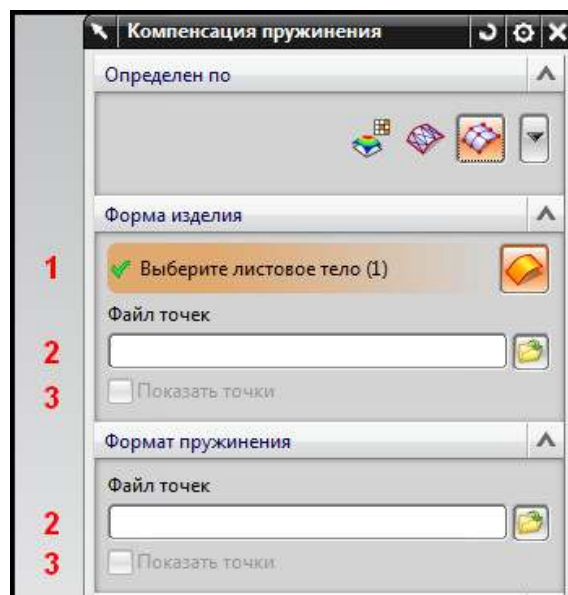 Компенсация пружинения
Определен по
Форма изделия
1 Выберите листовое тело (1)
Файл точек
2
3 Показать точки
Формат пружинения
Файл точек
2
3 Показать точки